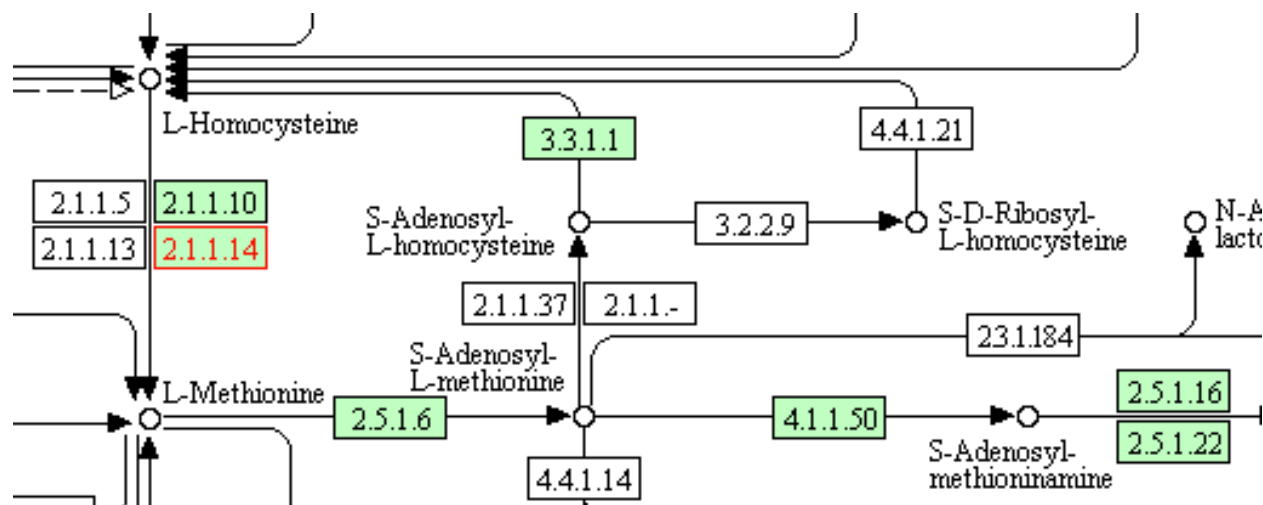 L-Homocysteine
3.3.1.1
4.4.1.21
2.1.1.5
2.1.1.10
2.1.1.13
2.1.1.14
S-Adenosyl-
L-homocysteine
3.2.2.9
S-D-Ribosyl-
L-homocysteine
N-A
lacto
2.1.1.37
2.1.1.-
2.3.1.184
S-Adenosyl-
L-methionine
L-Methionine
2.5.1.6
4.1.1.50
2.5.1.16
2.5.1.22
S-Adenosyl-
methioninamine
4.4.1.14